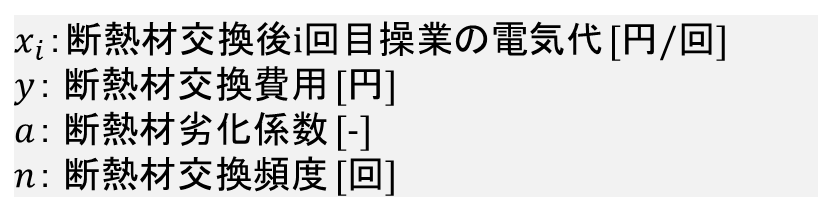 xᵢ：断熱材交換後i回目操業の電気代[円/回]
y：断熱材交換費用[円]
a：断熱材劣化係数[-]
n：断熱材交換頻度[回]